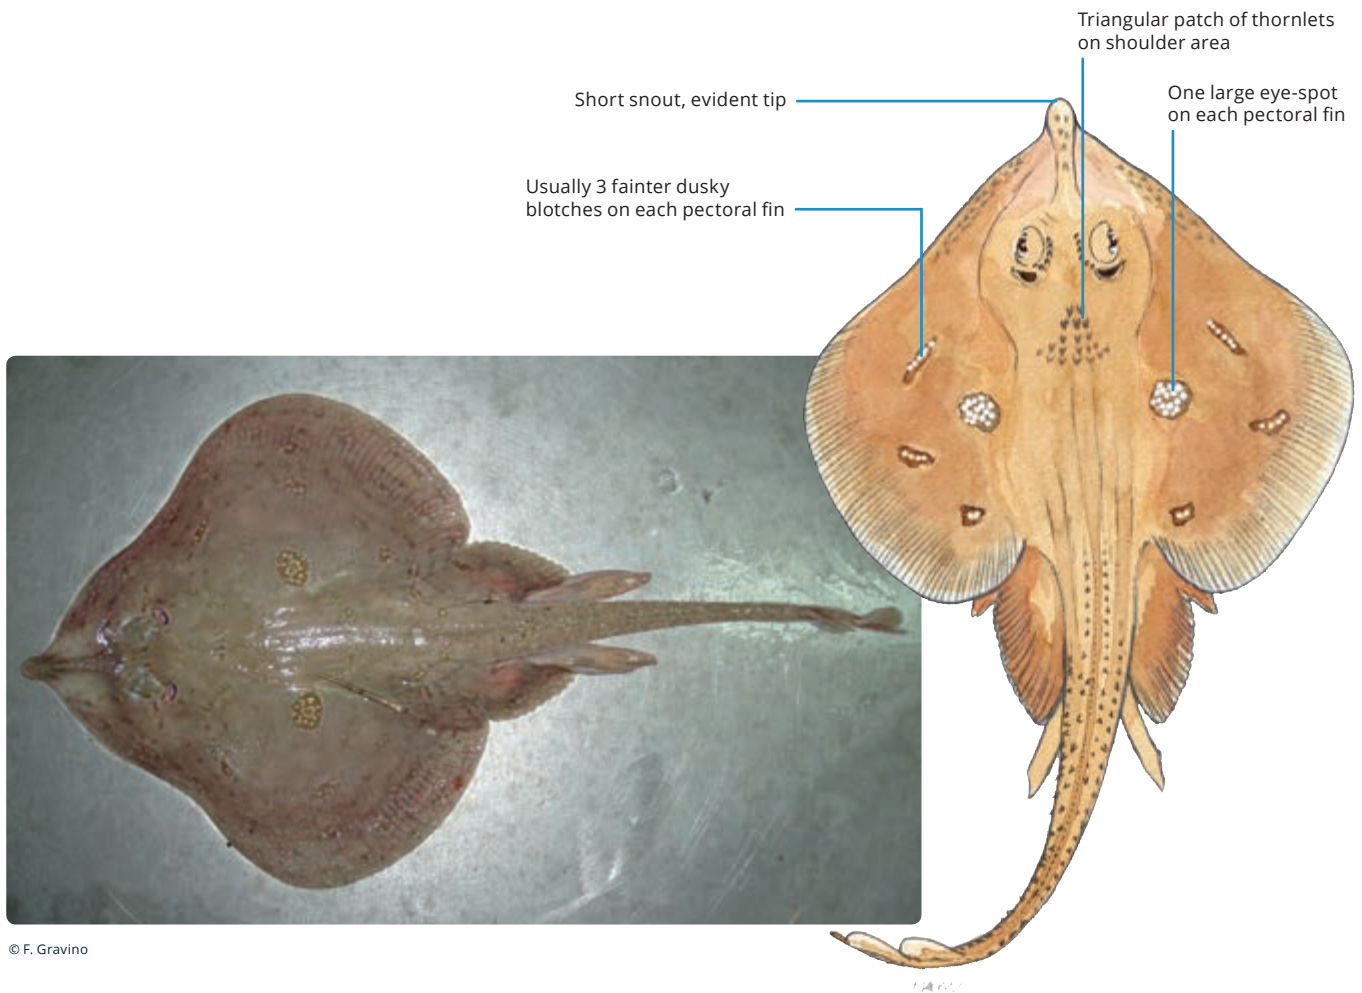 Triangular patch of thornlets
on shoulder area
Short snout, evident tip
One large eye-spot
on each pectoral fin
Usually 3 fainter dusky
blotches on each pectoral fin
© F. Gravino